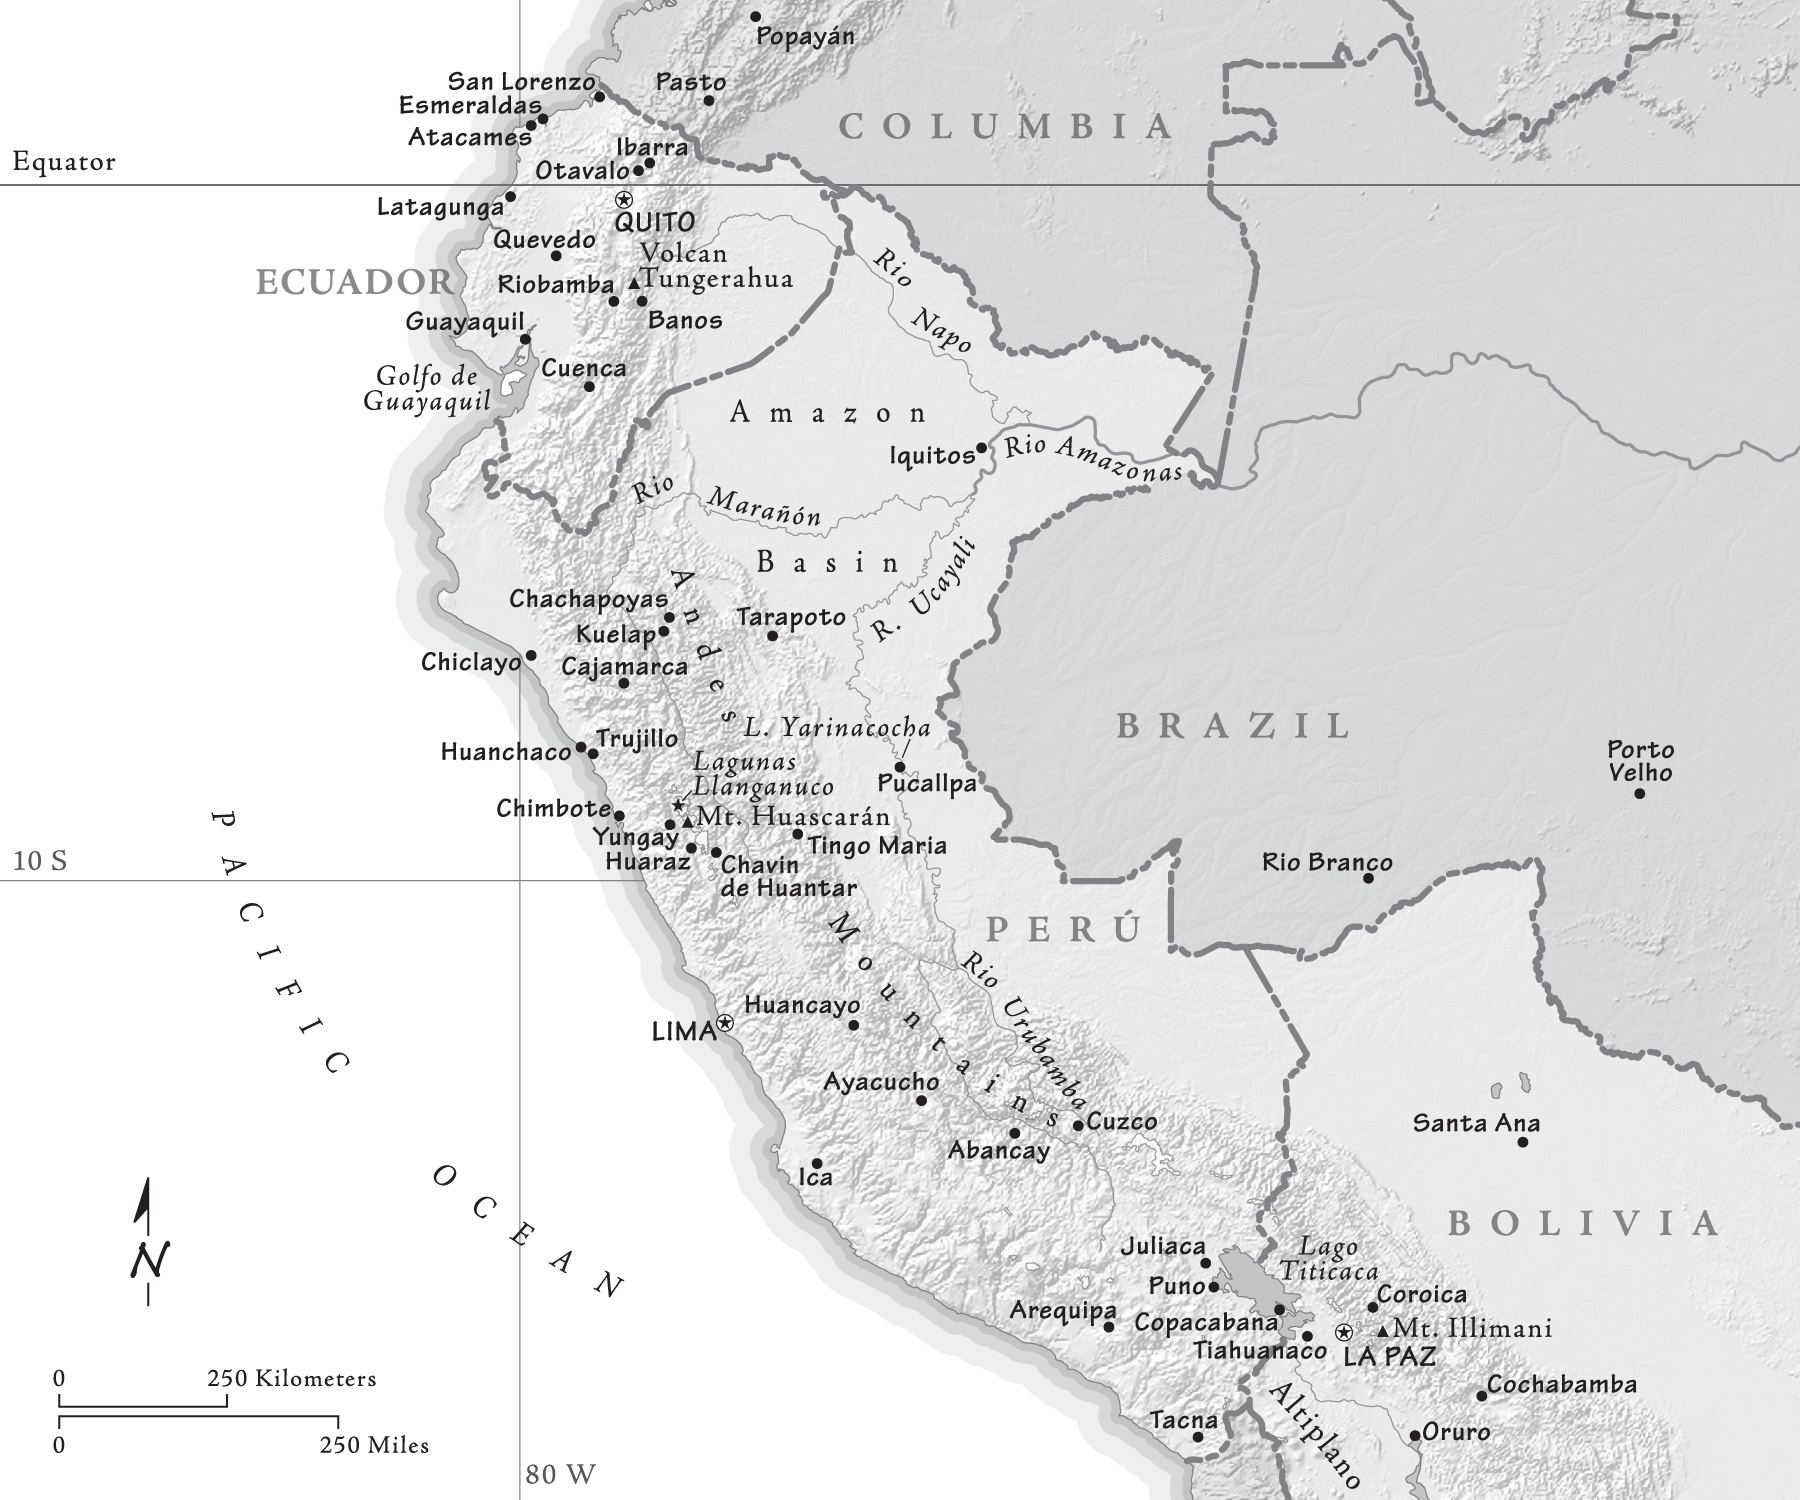 Popayán
San Lorenzo
Pasto
Esmeraldas
COLUMBIA
Atacames
Ibarra
Equator
Otavalo
Latagunga
QUITO
Quevedo
Volcan
Tungerahua
ECUADOR
Riobamba
Rio
Napo
Guayaquil
Banos
Cuenca
Golfo de
Guayaquil
Amazon
Iquitos
Rio Amazonas
Rio
Marañón
Basin
R. Ucayali
Andes
Chachapoyas
Tarapoto
Kuelap
Chiclayo
Cajamarca
BRAZIL
L. Yarinacocha
Huanchaco
Trujillo
Porto
Velho
Lagunas
Llanganuco
Pucallpa
Chimbote
Mt. Huascarán
Yungay
Tingo Maria
Huaraz
Chavin
de Huantar
10 S
Rio Branco
PACIFIC
Mountains
PERÚ
Rio Urubamba
Huancayo
LIMA
Ayacucho
Cuzco
Santa Ana
Abancay
Ica
OCEAN
N
BOLIVIA
Juliaca
Lago
Titicaca
Puno
Coroica
Arequipa
Copacabana
Mt. Illimani
Tiahuanaco
LA PAZ
0 250 Kilometers
Cochabamba
Altiplano
Tacna
Oruro
0 250 Miles
80 W